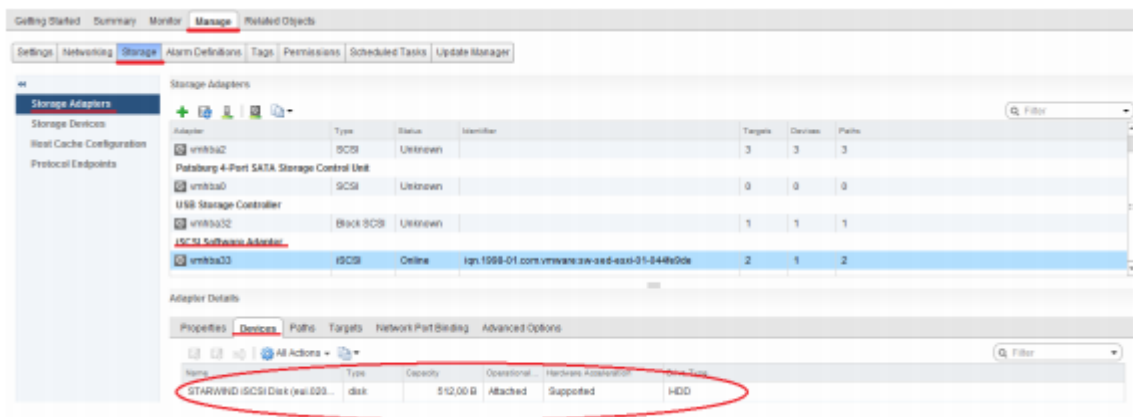 Getting Started Summary Monitor Manage Related Objects
Settings Networking Storage Alarm Definitions Tags Permissions Scheduled Tasks Update Manager
Storage Adapters
Storage Devices
Host Cache Configuration
Protocol Endpoints
Storage Adapters
Filter
Adapter Type Status Identifier Targets Devices Paths
vmhba2 SCSI Unknown 3 3 3
Patsburg 4-Port SATA Storage Control Unit
vmhba0 SCSI Unknown 0 0 0
USB Storage Controller
vmhba32 Block SCSI Unknown 1 1 1
iSCSI Software Adapter
vmhba33 iSCSI Online 2 1 2
Adapter Details
Properties Devices Paths Targets Network Port Binding Advanced Options
All Actions
Filter
Name Type Capacity Operational... Hardware Acceleration Drive Type
STARWIND iSCSI Disk (eui.020... disk 512,00 B Attached Supported HDD